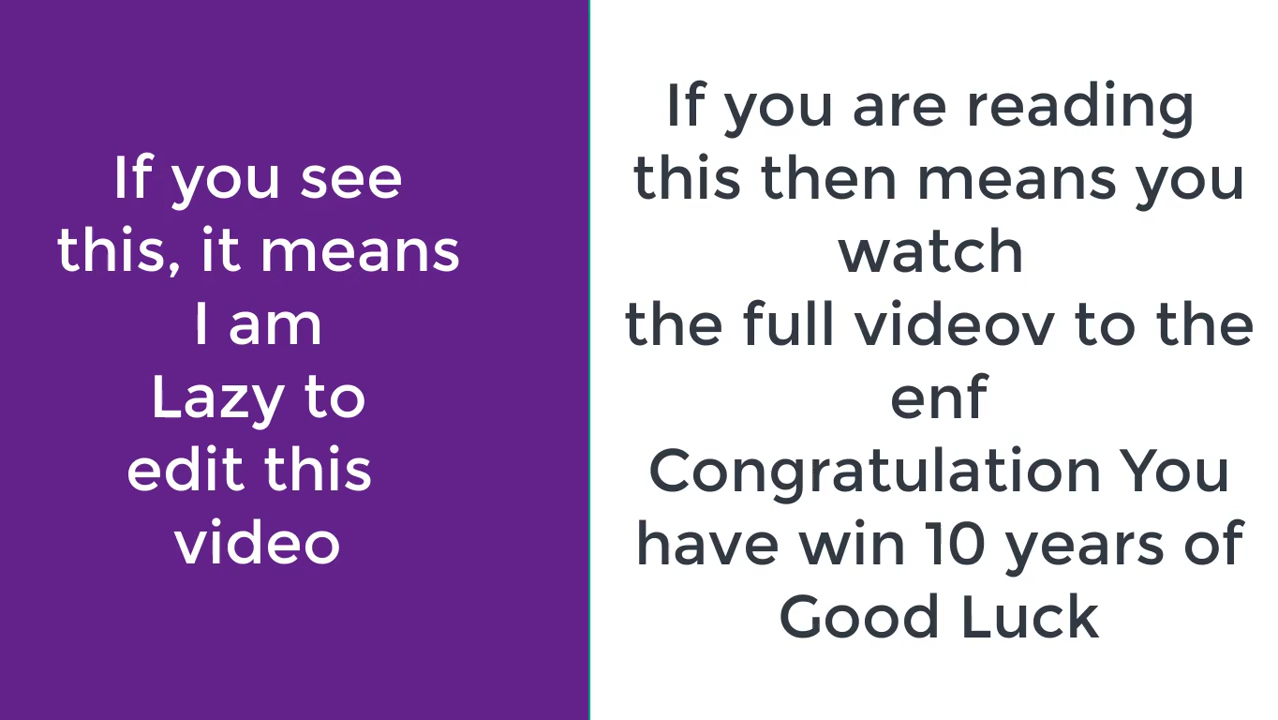 If you see
this, it means
I am
Lazy to
edit this
video
If you are reading
this then means you
watch
the full videov to the
enf
Congratulation You
have win 10 years of
Good Luck